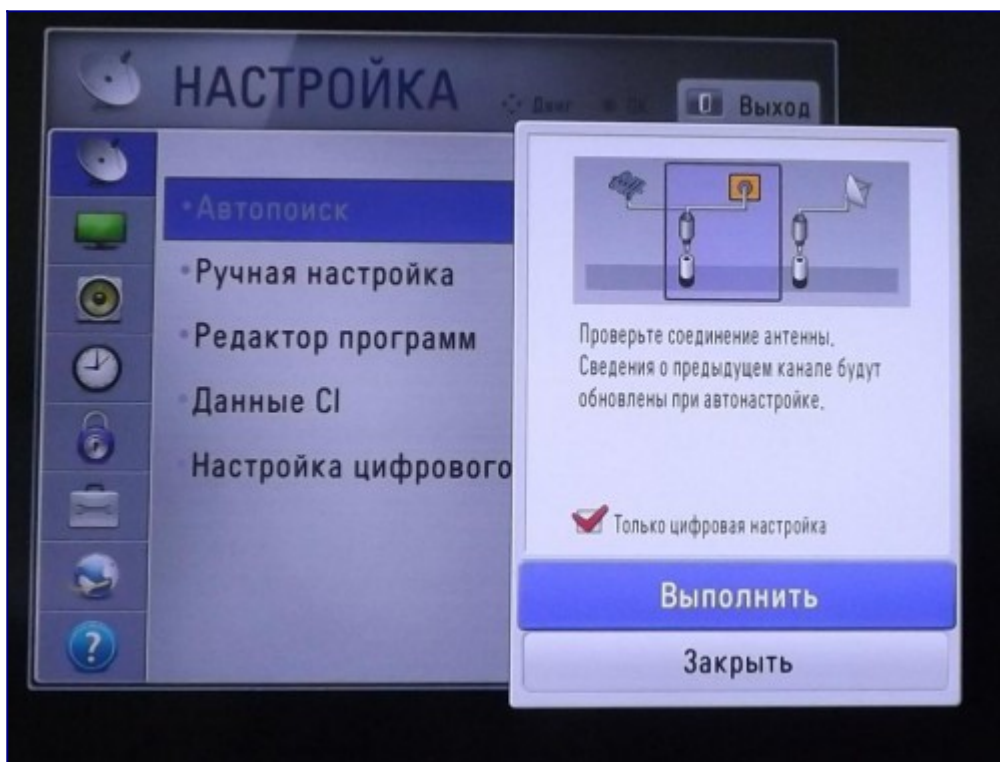 НАСТРОЙКА
Выход
Автопоиск
Ручная настройка
Редактор программ
Данные CI
Настройка цифрового
Проверьте соединение антенны.
Сведения о предыдущем канале будут
обновлены при автонастройке.
Только цифровая настройка
Выполнить
Закрыть